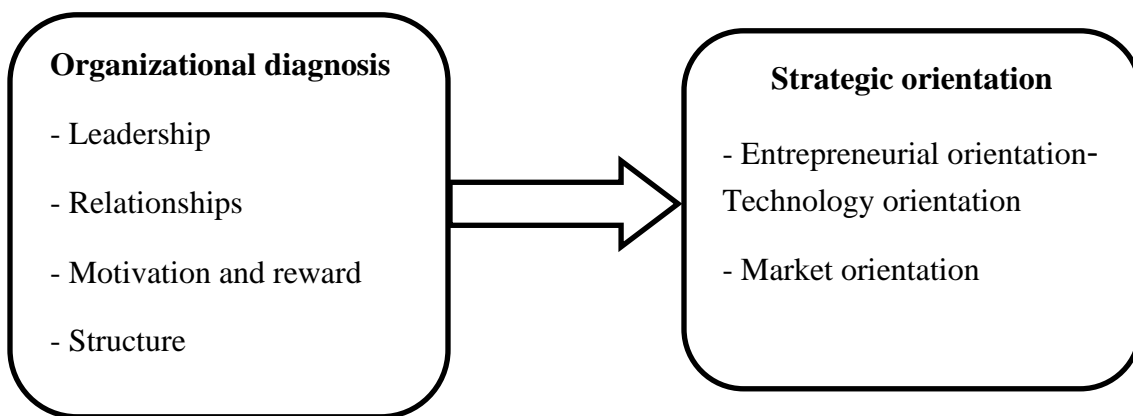 Organizational diagnosis
- Leadership
- Relationships
- Motivation and reward
- Structure
Strategic orientation
- Entrepreneurial orientation-
Technology orientation
- Market orientation